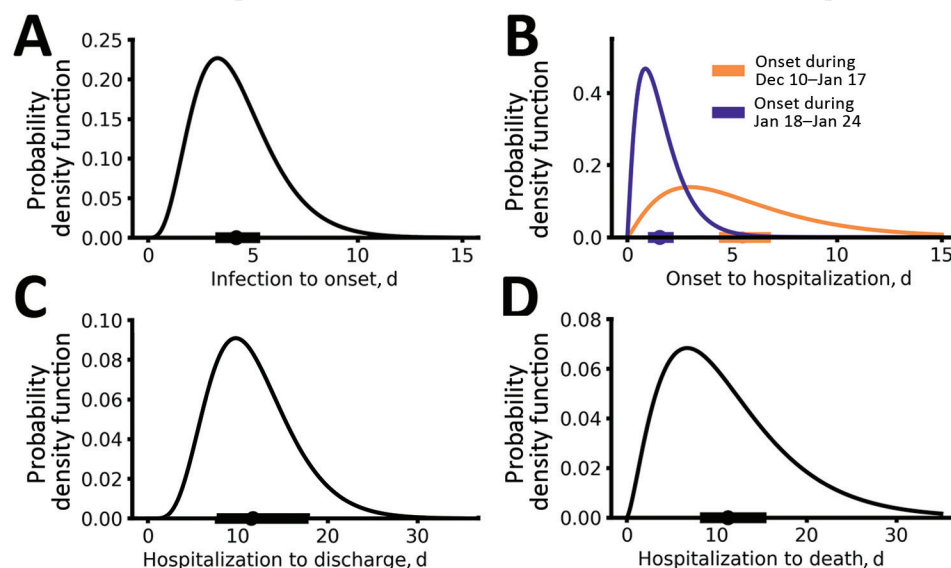 A
Probability
density function
0.25
0.20
0.15
0.10
0.05
0.00
0
5
10
15
Infection to onset, d
B
Probability
density function
0.4
0.2
0.0
0
5
10
15
Onset to hospitalization, d
Onset during
Dec 10–Jan 17
Onset during
Jan 18–Jan 24
C
Probability
density function
0.10
0.08
0.06
0.04
0.02
0.00
0
10
20
30
Hospitalization to discharge, d
D
Probability
density function
0.08
0.06
0.04
0.02
0.00
0
10
20
30
Hospitalization to death, d